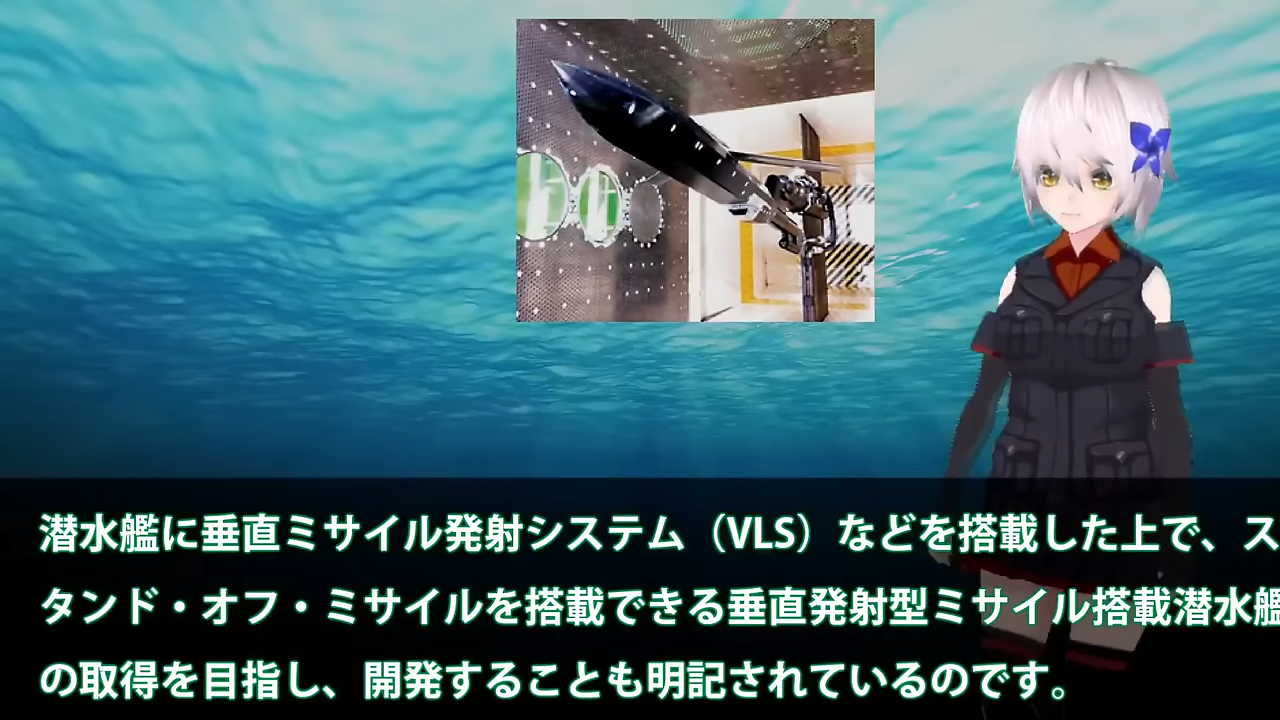 潜水艦に垂直ミサイル発射システム（VLS）などを搭載した上で、ス
タンド・オフ・ミサイルを搭載できる垂直発射型ミサイル搭載潜水艦
の取得を目指し、開発することも明記されているのです。